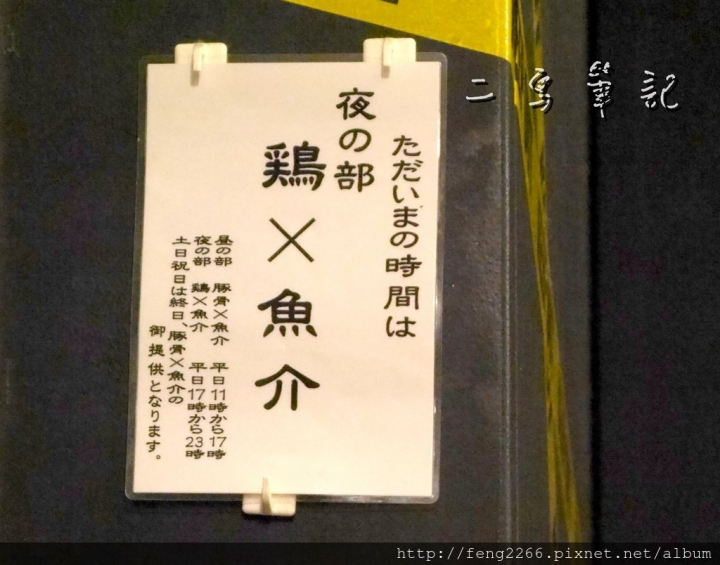 ただいまの時間は
夜の部
鶏×魚介
昼の部 豚骨×魚介 平日11時から17時
夜の部 鶏×魚介 平日17時から23時
土日祝日は終日、豚骨×魚介の
御提供となります。
二鳥筆記
http://feng2266.pixnet.net/album